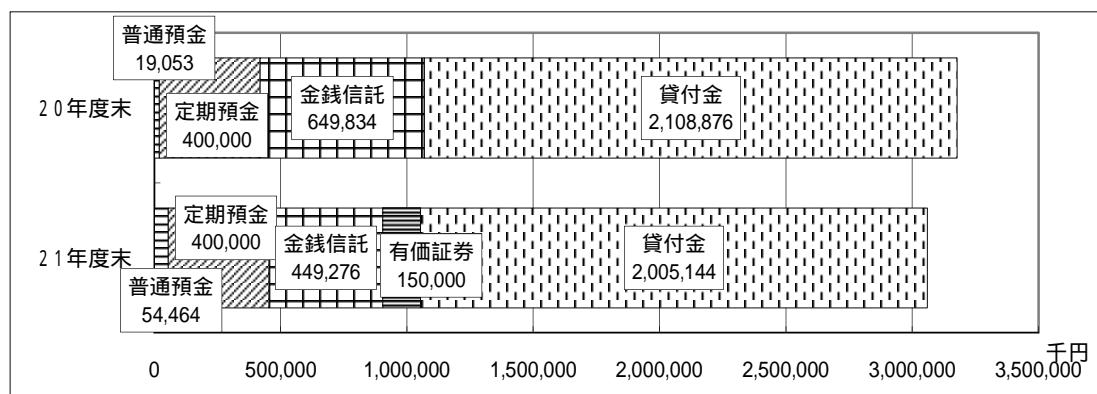 普通預金
19,053
20年度末
定期預金
400,000
金銭信託
649,834
貸付金
2,108,876
21年度末
定期預金
400,000
普通預金
54,464
金銭信託
449,276
有価証券
150,000
貸付金
2,005,144
千円
0 500,000 1,000,000 1,500,000 2,000,000 2,500,000 3,000,000 3,500,000